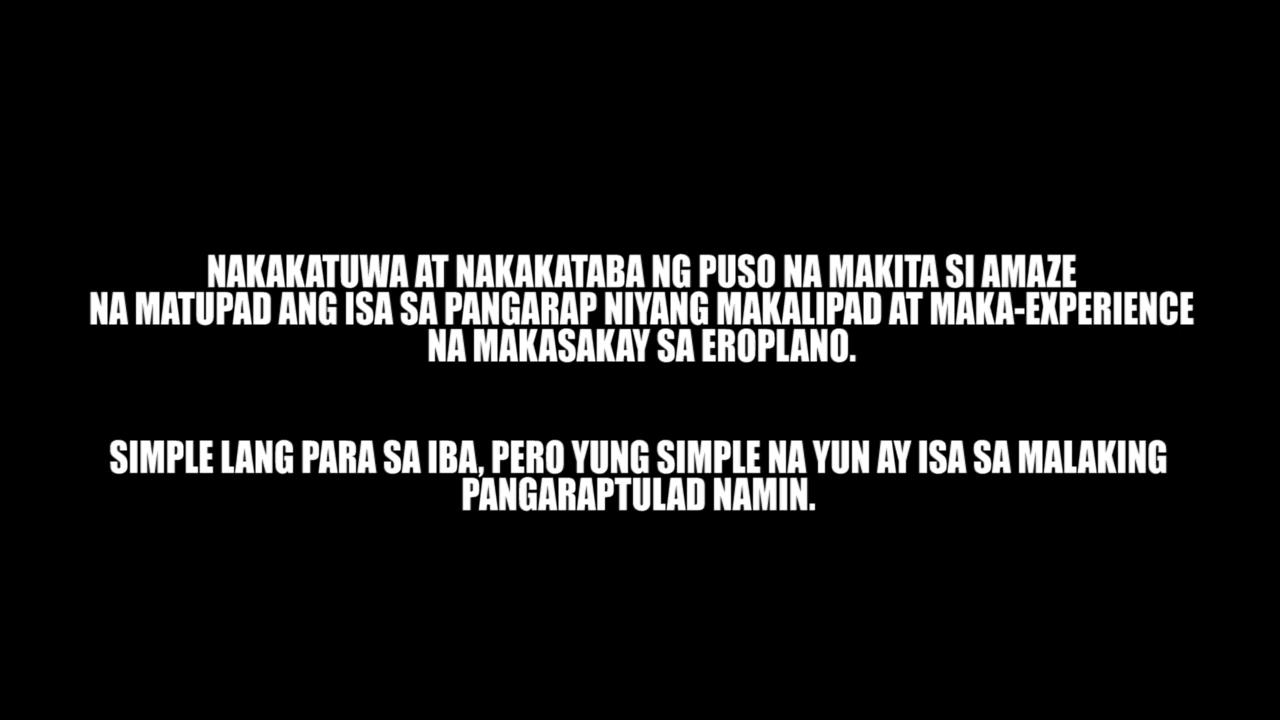 NAKAKATUWA AT NAKAKATABA NG PUSO NA MAKITA SI AMAZE
NA MATUPAD ANG ISA SA PANGARAP NIYANG MAKALIPAD AT MAKA-EXPERIENCE
NA MAKASAKAY SA EROPLANO.
SIMPLE LANG PARA SA IBA, PERO YUNG SIMPLE NA YUN AY ISA SA MALAKING
PANGARAPTULAD NAMIN.